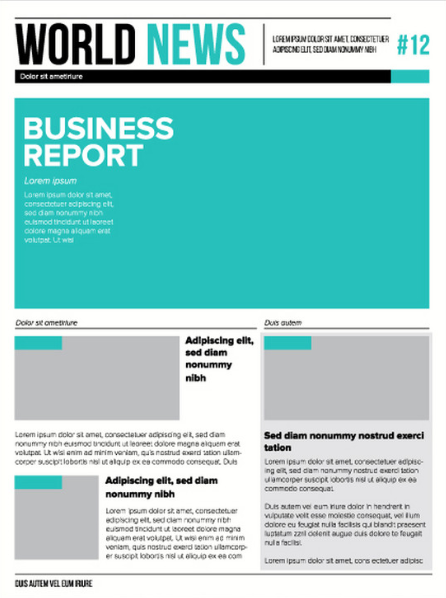 WORLD NEWS
LOREM IPSUM DOLOR SIT AMET, CONSECTETUER
ADIPISCING ELIT, SED DIAM NONUMMY NIBH
#12
Dolor sit ametiriure
BUSINESS
REPORT
Lorem ipsum
Lorem ipsum dolor sit amet,
consectetuer adipiscing elit,
sed diam nonummy nibh
euismod tincidunt ut laoreet
dolore magna aliquam erat
volutpat. Ut wisi
Dolor sit ametiriure
Adipiscing elit,
sed diam
nonummy
nibh
Lorem ipsum dolor sit amet, consectetuer adipiscing elit, sed diam
nonummy nibh euismod tincidunt ut laoreet dolore magna aliquam erat
volutpat. Ut wisi enim ad minim veniam, quis nostrud exerci tation ullam-
corper suscipit lobortis nisl ut aliquip ex ea commodo consequat. Duis
Adipiscing elit, sed diam
nonummy nibh
Lorem ipsum dolor sit amet, consectetuer
adipiscing elit, sed diam nonummy nibh
euismod tincidunt ut laoreet dolore magna
aliquam erat volutpat. Ut wisi enim ad minim
veniam, quis nostrud exerci tation ullamcorp-
er suscipit lobortis nisl ut aliquip ex ea com
Duis autem
Sed diam nonummy nostrud exerci
tation
Lorem ipsum dolor sit amet, consectetuer adipisc-
ing elit, sed diam nisl ut aliquip ex ea
ullamcorper suscipit lobortis nisl ut aliquip ex ea
commodo consequat.
Duis autem vel eum iriure dolor in hendrerit in
vulputate velit esse molestie consequat, vel illum
dolore eu feugiat nulla facilisis qui blandit praesent
luptatum zzril delenit augue duis dolore te feugait
nulla facilisi.
Lorem ipsum dolor sit amet, cons ectetuer adipisc
DUIS AUTEM VEL EUM IRIURE